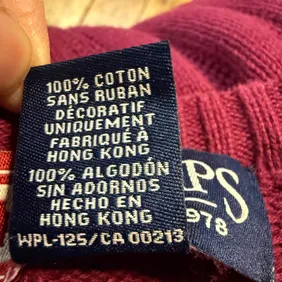 100% COTON
SANS RUBAN
DÉCORATIF
UNIQUEMENT
FABRIQUÉ À
HONG KONG
100% ALGODÓN
SIN ADORNOS
HECHO EN
HONG KONG
WPL-125/CA 00213
PS
978